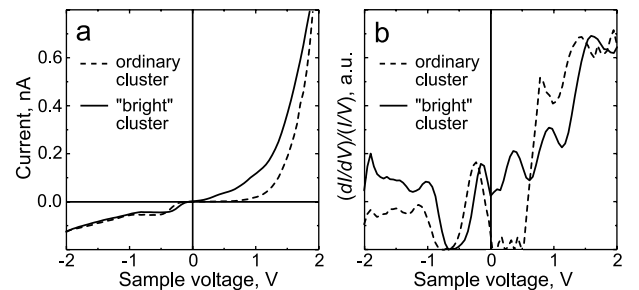 a
b
0.6
0.4
0.2
0.0
Current, nA
ordinary
cluster
"bright"
cluster
-2
-1
0
1
2
Sample voltage, V
(dI/dV)/(I/V), a.u.
ordinary
cluster
"bright"
cluster
-2
-1
0
1
2
Sample voltage, V